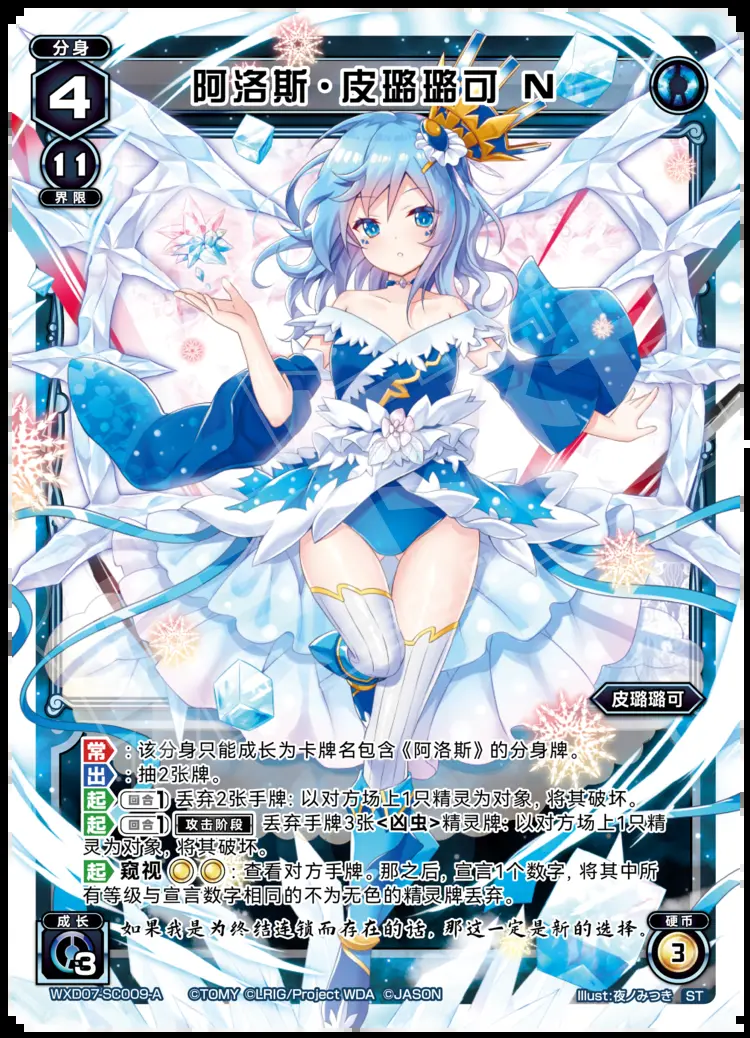 分身
4
阿洛斯·皮璐璐可 N
11
界限
皮璐璐可
常：该分身只能成长为卡牌名包含《阿洛斯》的分身牌。
出：抽2张牌。
起 回合1 丢弃2张手牌：以对方场上1只精灵为对象，将其破坏。
起 回合1 攻击阶段 丢弃手牌3张<凶虫>精灵牌：以对方场上1只精
灵为对象，将其破坏。
起 窥视：查看对方手牌。那之后，宣言1个数字，将其中所
有等级与宣言数字相同的不为无色的精灵牌丢弃。
如果我是为终结连锁而存在的话，那这一定是新的选择。
成长
3
硬币
3
WXD07-SC009-A ©TOMY ©LRIG/Project WDA ©JASON
Illust:夜ノみつき ST